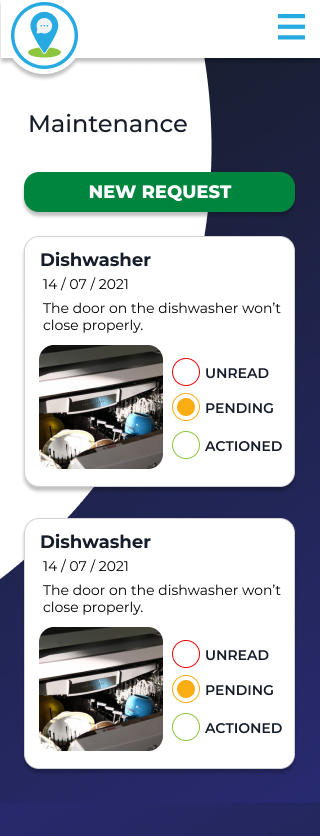 Maintenance
NEW REQUEST
Dishwasher
14 / 07 / 2021
The door on the dishwasher won't
close properly.
UNREAD
PENDING
ACTIONED
Dishwasher
14 / 07 / 2021
The door on the dishwasher won't
close properly.
UNREAD
PENDING
ACTIONED